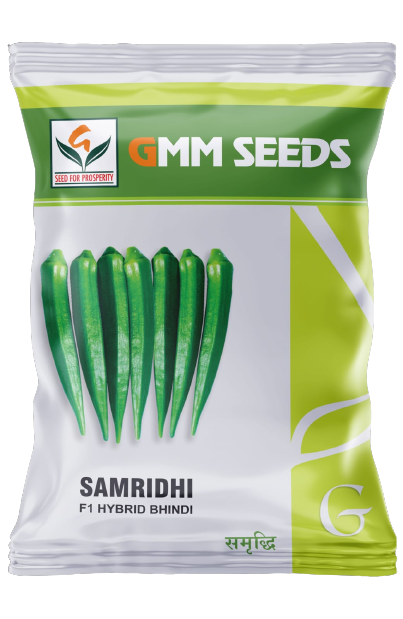 G
SEED FOR PROSPERITY
GMM SEEDS
SAMRIDHI
F1 HYBRID BHINDI
समृद्धि
G